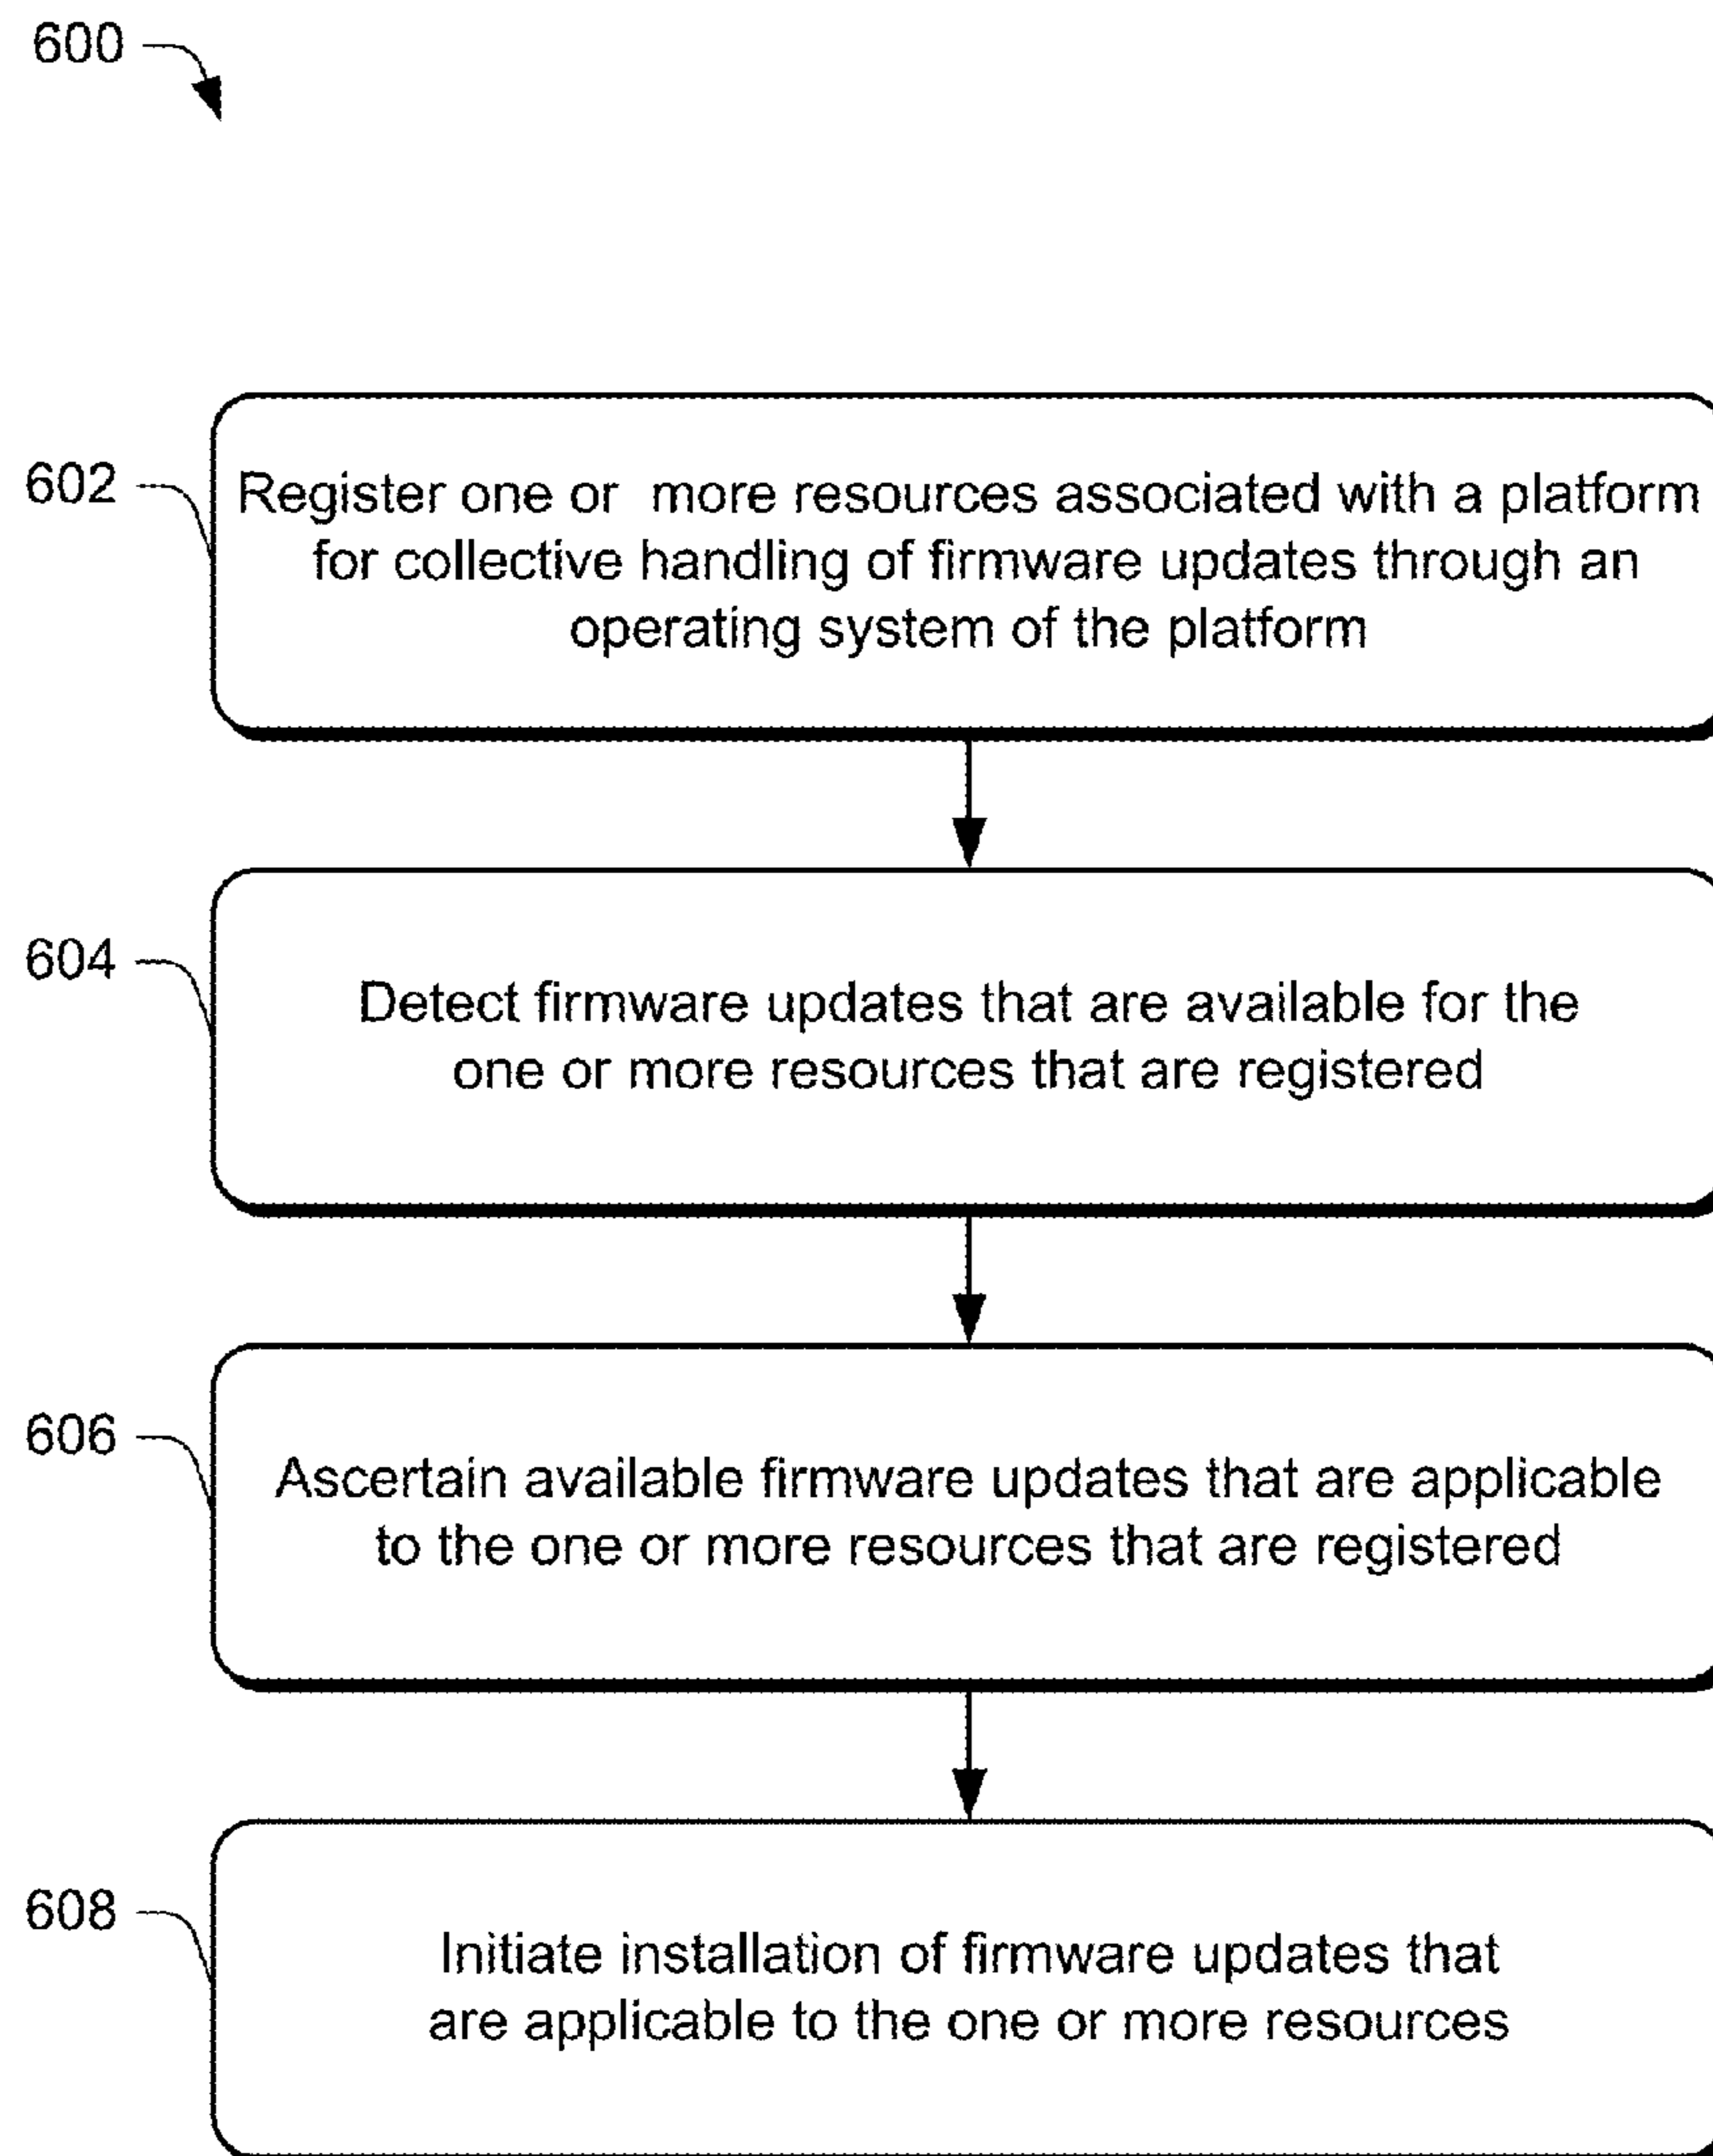 600
602
Register one or more resources associated with a platform
for collective handling of firmware updates through an
operating system of the platform
604
Detect firmware updates that are available for the
one or more resources that are registered
606
Ascertain available firmware updates that are applicable
to the one or more resources that are registered
608
Initiate installation of firmware updates that
are applicable to the one or more resources